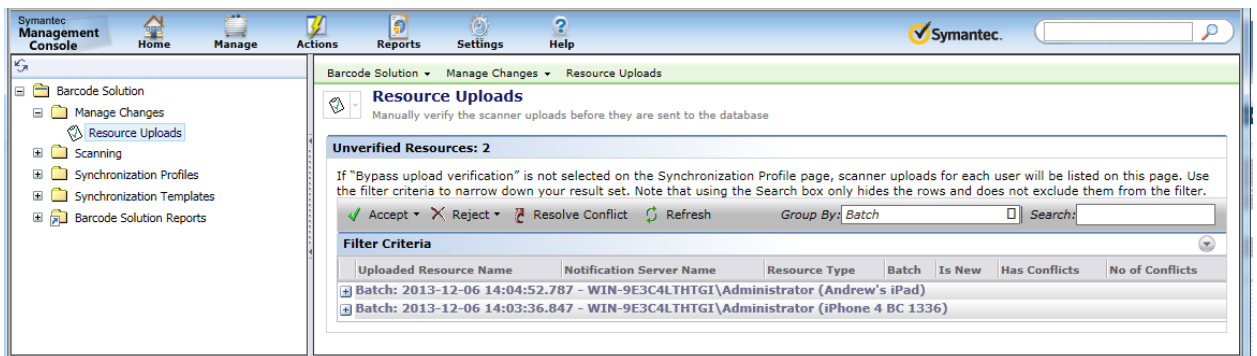 Symantec
Management
Console
Home Manage Actions Reports Settings Help
Symantec.
Barcode Solution
Manage Changes
Resource Uploads
Scanning
Synchronization Profiles
Synchronization Templates
Barcode Solution Reports
Barcode Solution Manage Changes Resource Uploads
Resource Uploads
Manually verify the scanner uploads before they are sent to the database
Unverified Resources: 2
If "Bypass upload verification" is not selected on the Synchronization Profile page, scanner uploads for each user will be listed on this page. Use
the filter criteria to narrow down your result set. Note that using the Search box only hides the rows and does not exclude them from the filter.
Accept Reject Resolve Conflict Refresh Group By: Batch Search:
Filter Criteria
Uploaded Resource Name Notification Server Name Resource Type Batch Is New Has Conflicts No of Conflicts
Batch: 2013-12-06 14:04:52.787 - WIN-9E3C4LTHTGI\Administrator (Andrew's iPad)
Batch: 2013-12-06 14:03:36.847 - WIN-9E3C4LTHTGI\Administrator (iPhone 4 BC 1336)